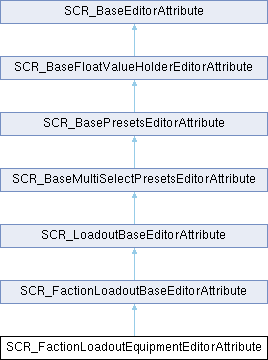 SCR_BaseEditorAttribute
SCR_BaseFloatValueHolderEditorAttribute
SCR_BasePresetsEditorAttribute
SCR_BaseMultiSelectPresetsEditorAttribute
SCR_LoadoutBaseEditorAttribute
SCR_FactionLoadoutBaseEditorAttribute
SCR_FactionLoadoutEquipmentEditorAttribute